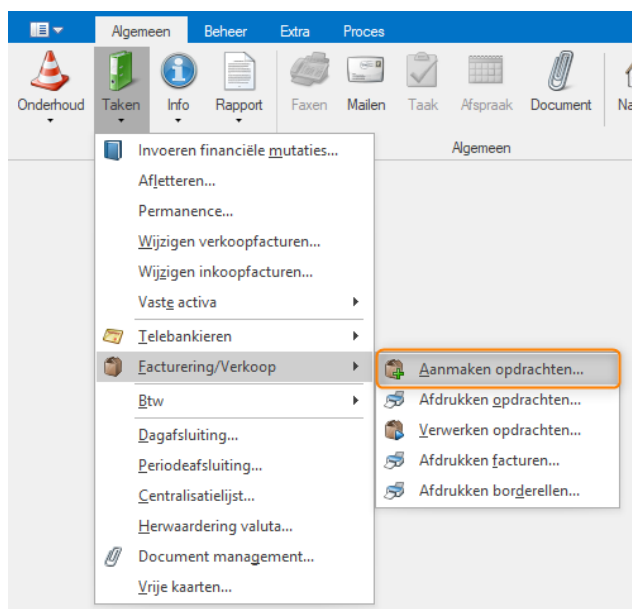 Algemeen Beheer Extra Proces
Onderhoud Taken Info Rapport Faxen Mailen Taak Afspraak Document
Algemeen
Invoeren financiële mutaties...
Afletteren...
Permanence...
Wijzigen verkoopfacturen...
Wijzigen inkoopfacturen...
Vaste activa
Telebankieren
Facturering/Verkoop
Aanmaken opdrachten...
Btw
Afdrukken opdrachten...
Verwerken opdrachten...
Dagafsluiting...
Afdrukken facturen...
Periodeafsluiting...
Afdrukken borderellen...
Centralisatielijst...
Herwaardering valuta...
Document management...
Vrije kaarten...